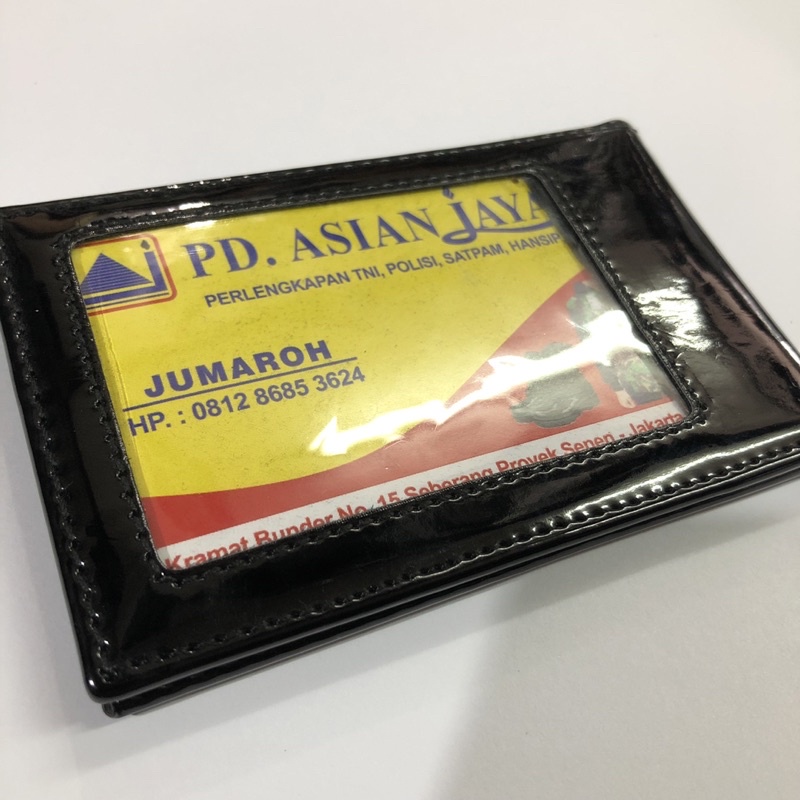 PD. ASIAN JAYA
PERLENGKAPAN TNI, POLISI, SATPAM, HANSIP
JUMAROH
HP. : 0812 8685 3624
Kramat Bunder No. 15 Seberang Proyek Senen - Jakarta